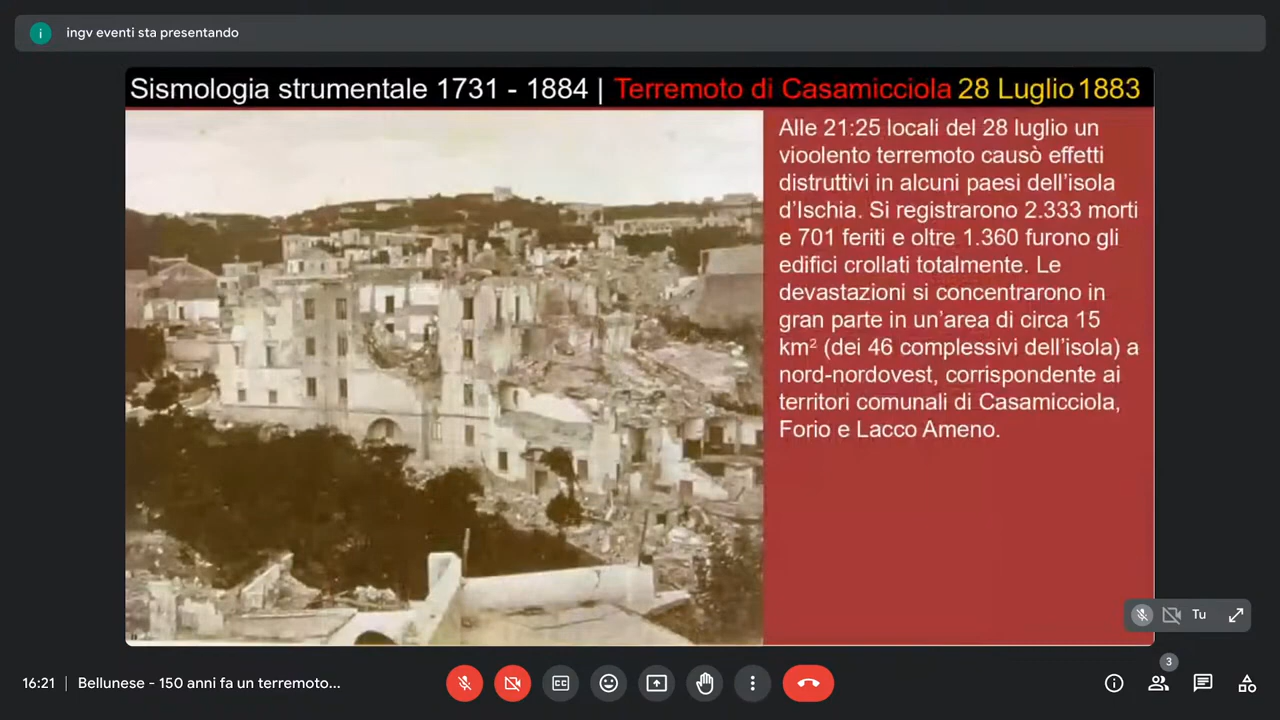 i ingv eventi sta presentando
Sismologia strumentale 1731 - 1884 | Terremoto di Casamicciola 28 Luglio 1883
Alle 21:25 locali del 28 luglio un
vioolento terremoto causò effetti
distruttivi in alcuni paesi dell'isola
d'Ischia. Si registrarono 2.333 morti
e 701 feriti e oltre 1.360 furono gli
edifici crollati totalmente. Le
devastazioni si concentrarono in
gran parte in un'area di circa 15
km² (dei 46 complessivi dell'isola) a
nord-nordovest, corrispondente ai
territori comunali di Casamicciola,
Forio e Lacco Ameno.
Tu
16:21 | Bellunese - 150 anni fa un terremoto...
CC
3